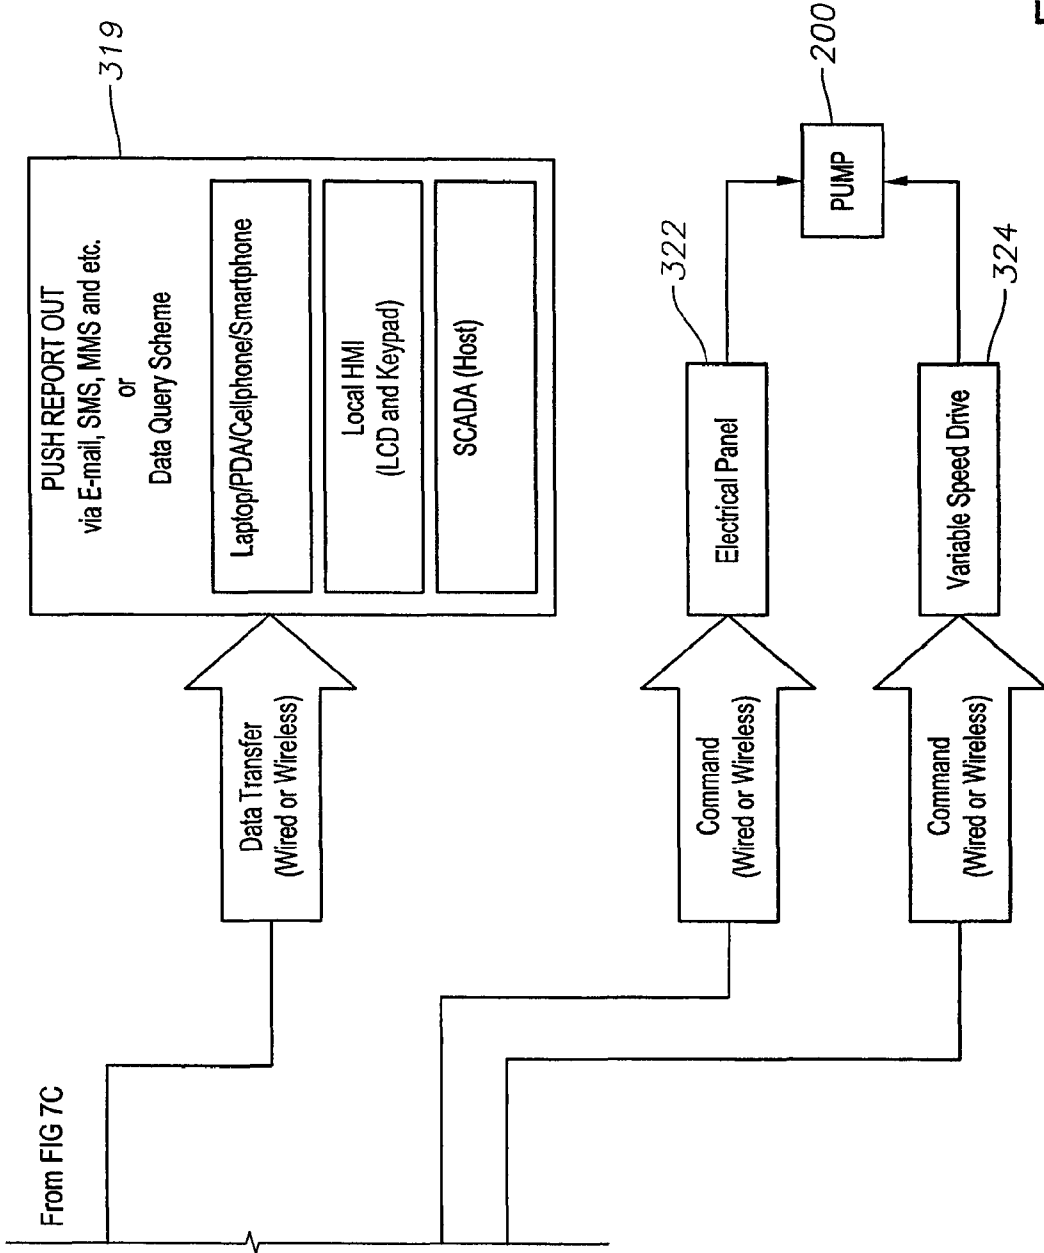 From FIG 7C
Data Transfer
(Wired or Wireless)
PUSH REPORT OUT
via E-mail, SMS, MMS and etc.
or
Data Query Scheme
Laptop/PDA/Cellphone/Smartphone
Local HMI
(LCD and Keypad)
SCADA (Host)
319
Command
(Wired or Wireless)
Electrical Panel
322
Command
(Wired or Wireless)
Variable Speed Drive
324
PUMP
200